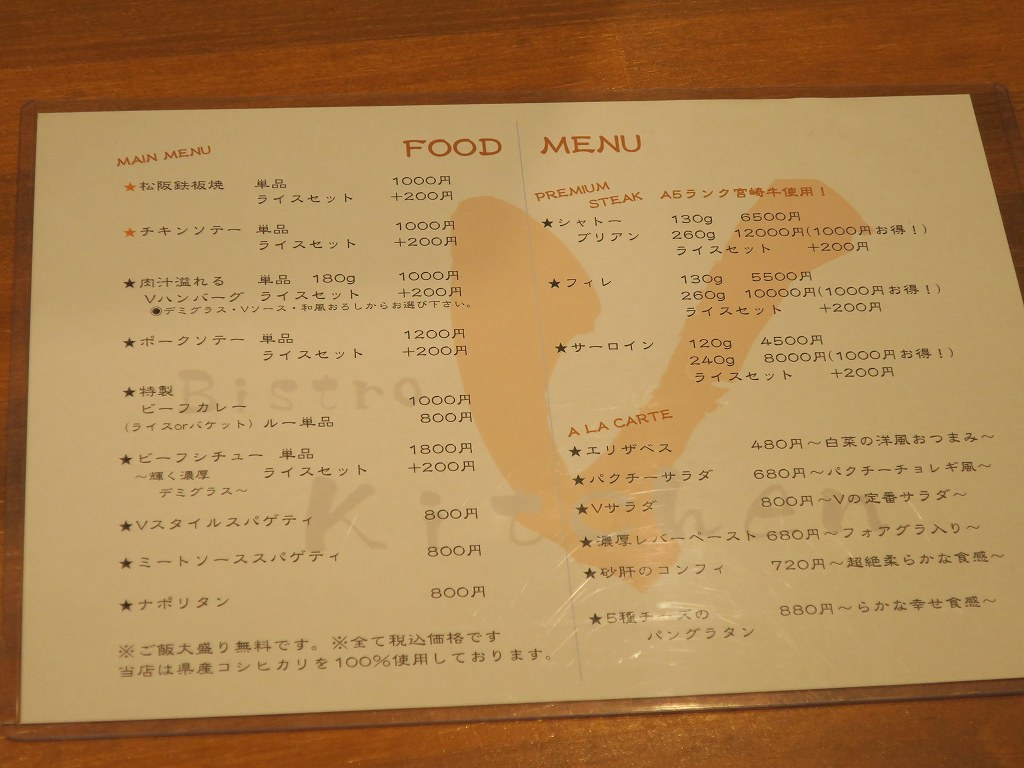 FOOD MENU
MAIN MENU
★松阪鉄板焼 単品 1000円
ライスセット +200円
★チキンソテー 単品 1000円
ライスセット +200円
★肉汁溢れる 単品 180g 1000円
Vハンバーグ ライスセット +200円
◉デミグラス・Vソース・和風おろしからお選び下さい。
★ポークソテー 単品 1200円
ライスセット +200円
★特製
ビーフカレー 1000円
(ライスorバケット) ルー単品 800円
★ビーフシチュー 単品 1800円
～輝く濃厚 ライスセット +200円
デミグラス～
★Vスタイルスパゲティ 800円
★ミートソーススパゲティ 800円
★ナポリタン 800円
※ご飯大盛り無料です。※全て税込価格です
当店は県産コシヒカリを100%使用しております。
PREMIUM
STEAK A5ランク宮崎牛使用！
★シャトー 130g 6500円
ブリアン 260g 12000円(1000円お得！)
ライスセット +200円
★フィレ 130g 5500円
260g 10000円(1000円お得！)
ライスセット +200円
★サーロイン 120g 4500円
240g 8000円(1000円お得！)
ライスセット +200円
A LA CARTE
★エリザベス 480円～白菜の洋風おつまみ～
★パクチーサラダ 680円～パクチーチョレギ風～
★Vサラダ 800円～Vの定番サラダ～
★濃厚レバーペースト 680円～フォアグラ入り～
★砂肝のコンフィ 720円～超絶柔らかな食感～
★5種チーズの 880円～らかな幸せ食感～
パングラタン
Bistro
V
Kitchen